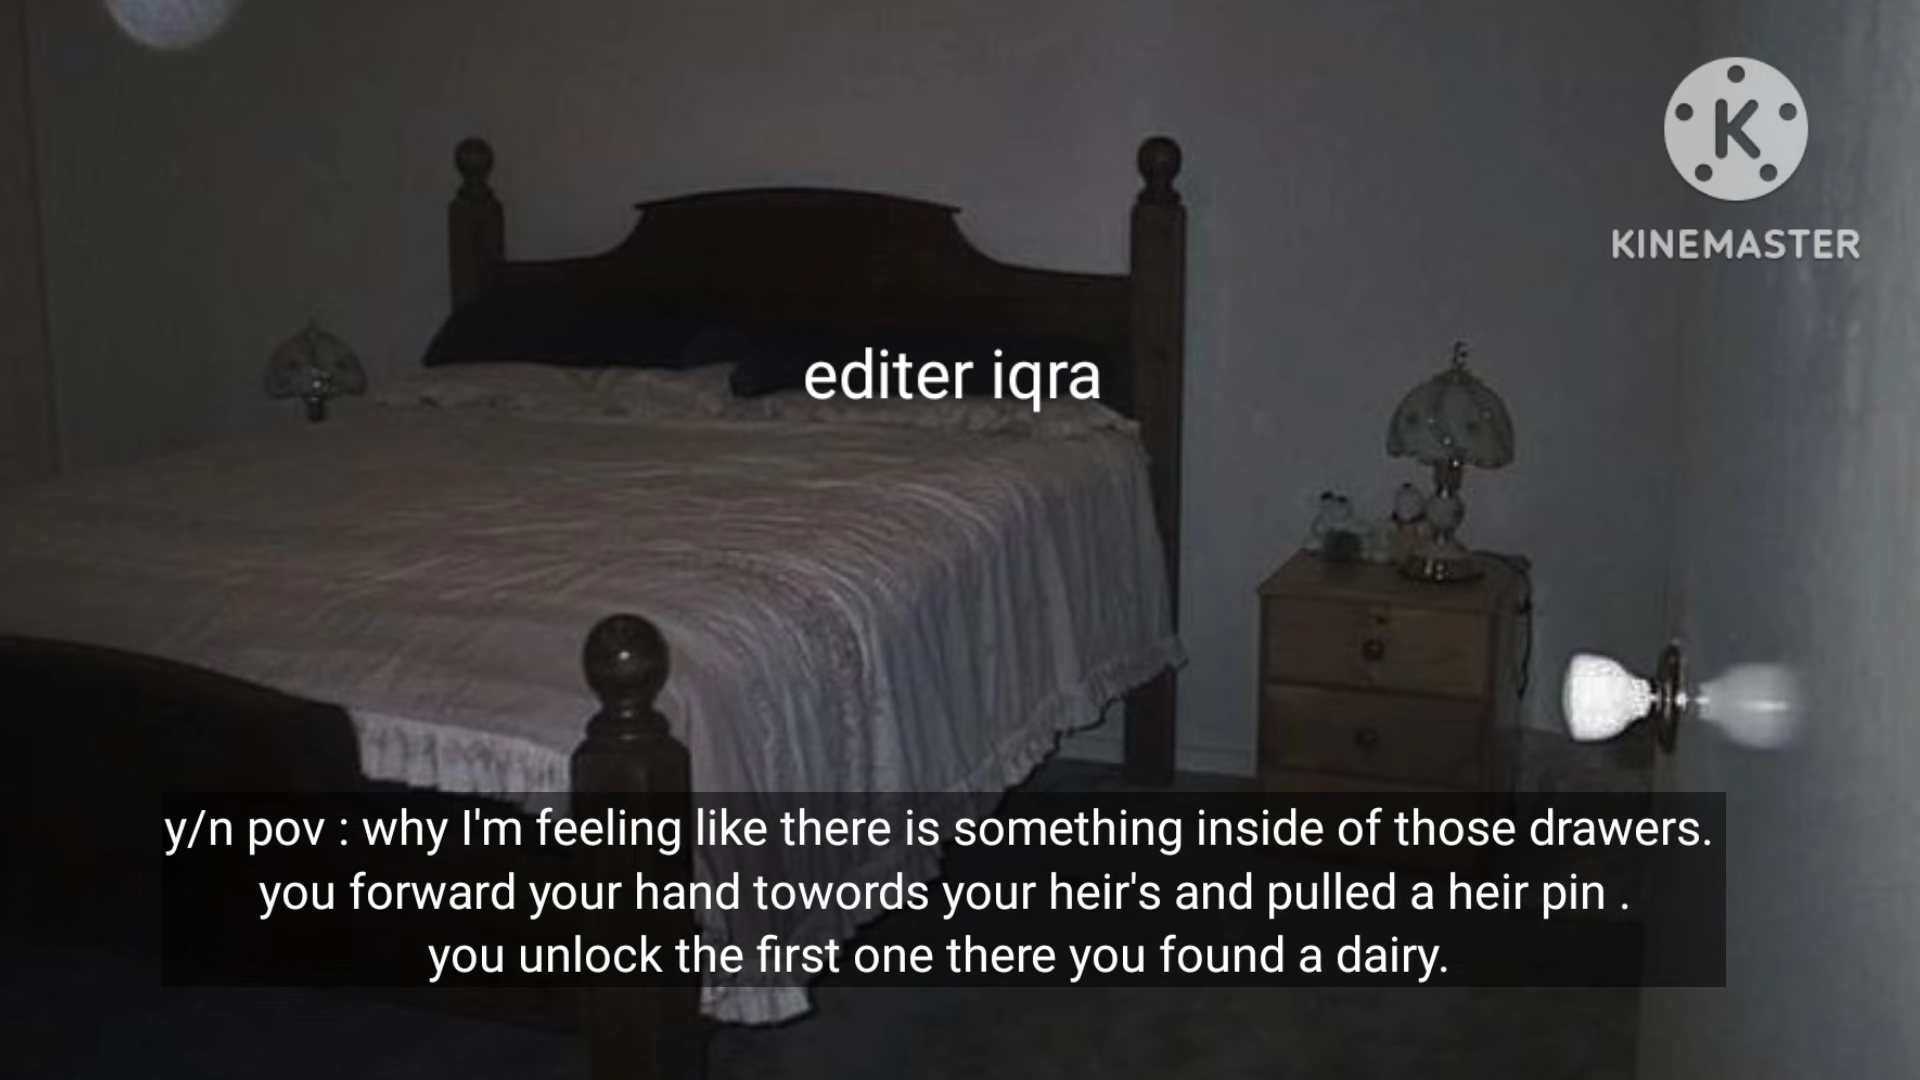 K
KINEMASTER
editer iqra
y/n pov : why I'm feeling like there is something inside of those drawers.
you forward your hand towords your heir's and pulled a heir pin .
you unlock the first one there you found a dairy.